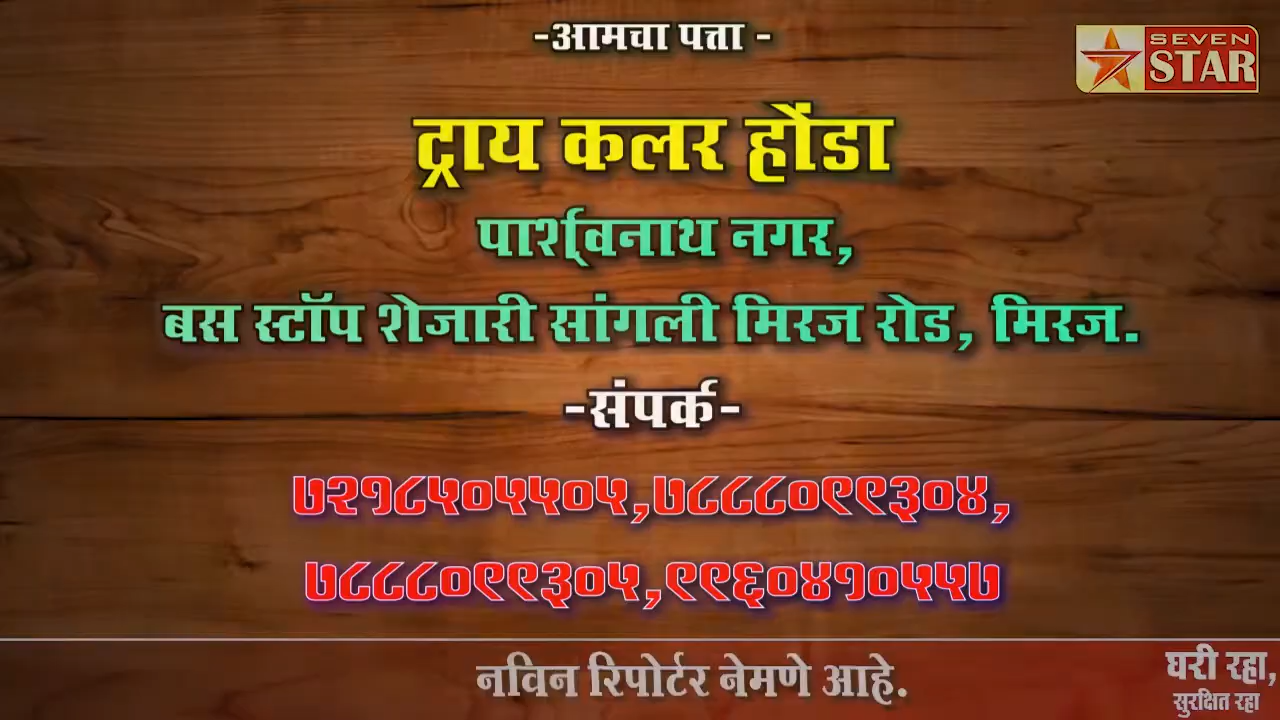 -आमचा पत्ता -
SEVEN
STAR
ट्राय कलर होंडा
पार्श्वनाथ नगर,
बस स्टॉप शेजारी सांगली मिरज रोड, मिरज.
-संपर्क-
७२१८५०५५०५,७८८८०९९३०४,
७८८८०९९३०५,९९६०४१०५५७
नविन रिपोर्टर नेमणे आहे.
घरी रहा,
सुरक्षित रहा